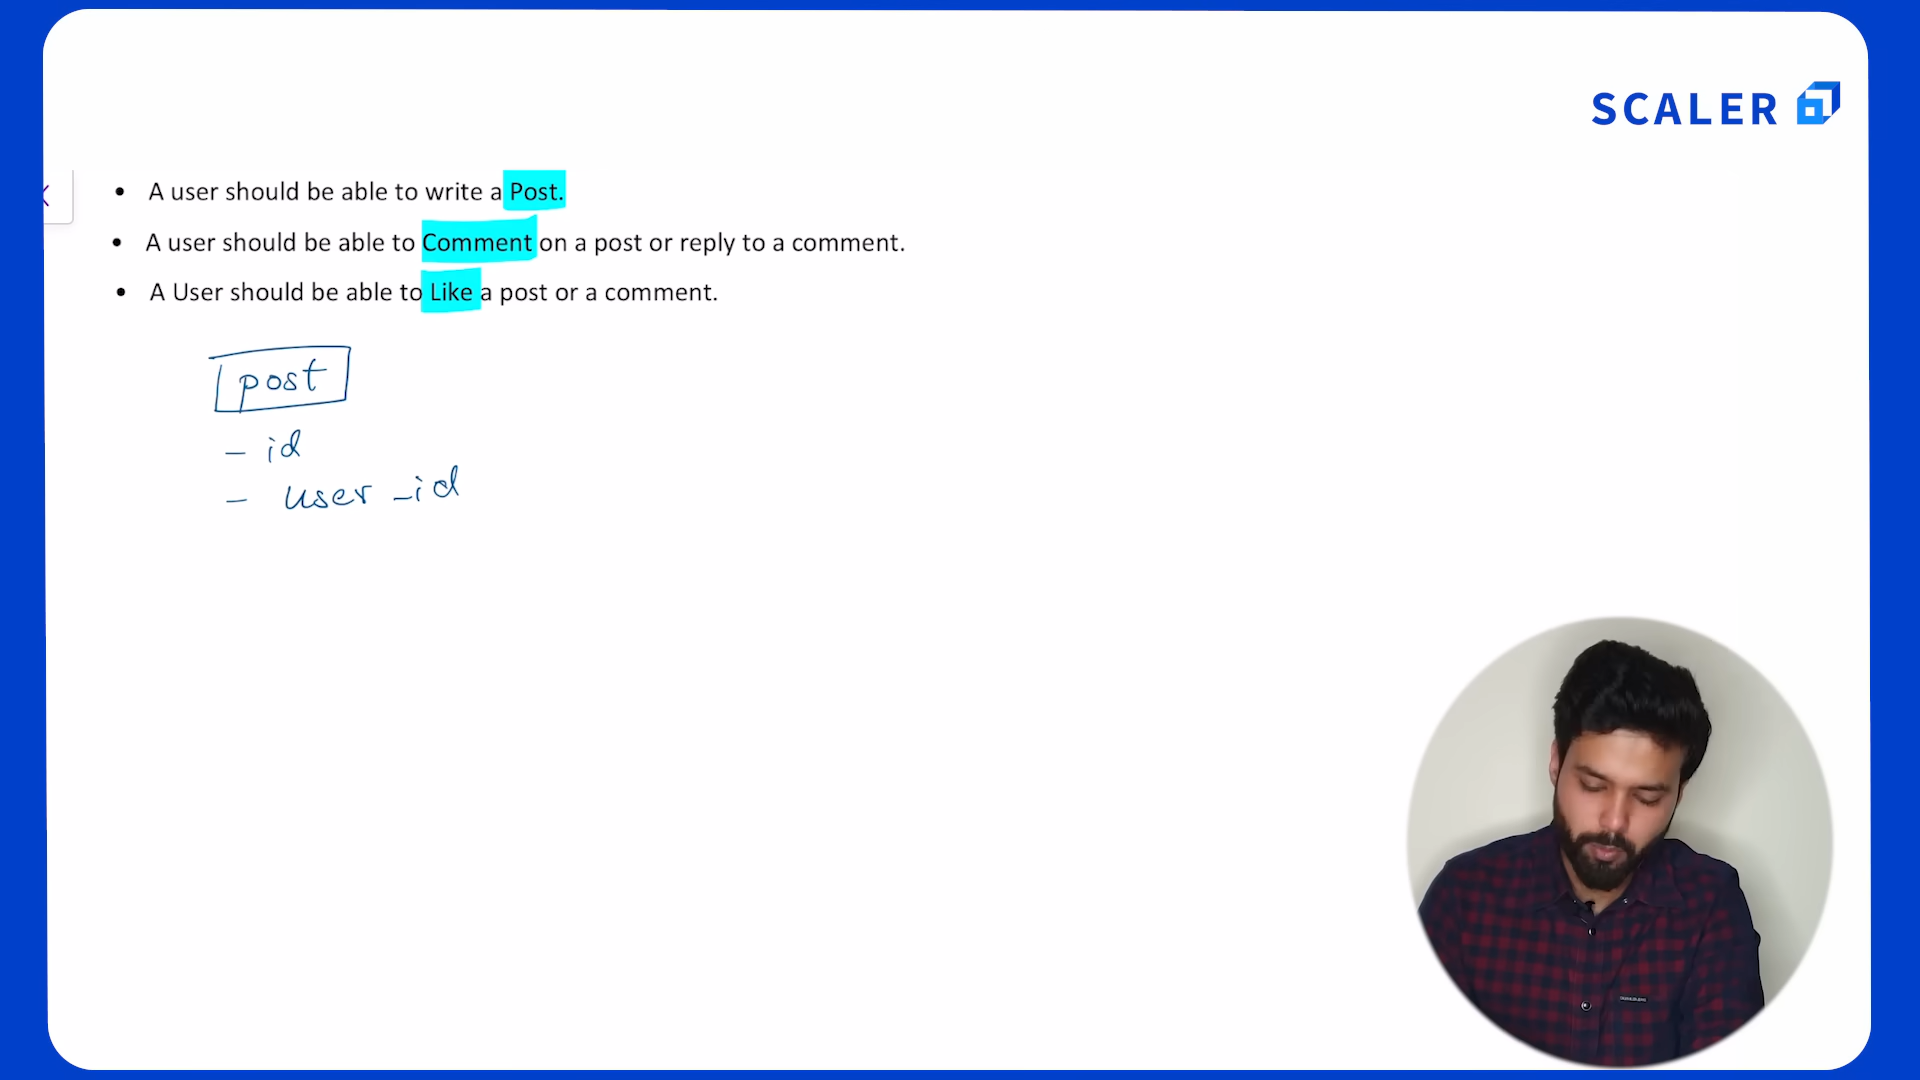 SCALER
• A user should be able to write a Post.
• A user should be able to Comment on a post or reply to a comment.
• A User should be able to Like a post or a comment.
post
- id
- user_id